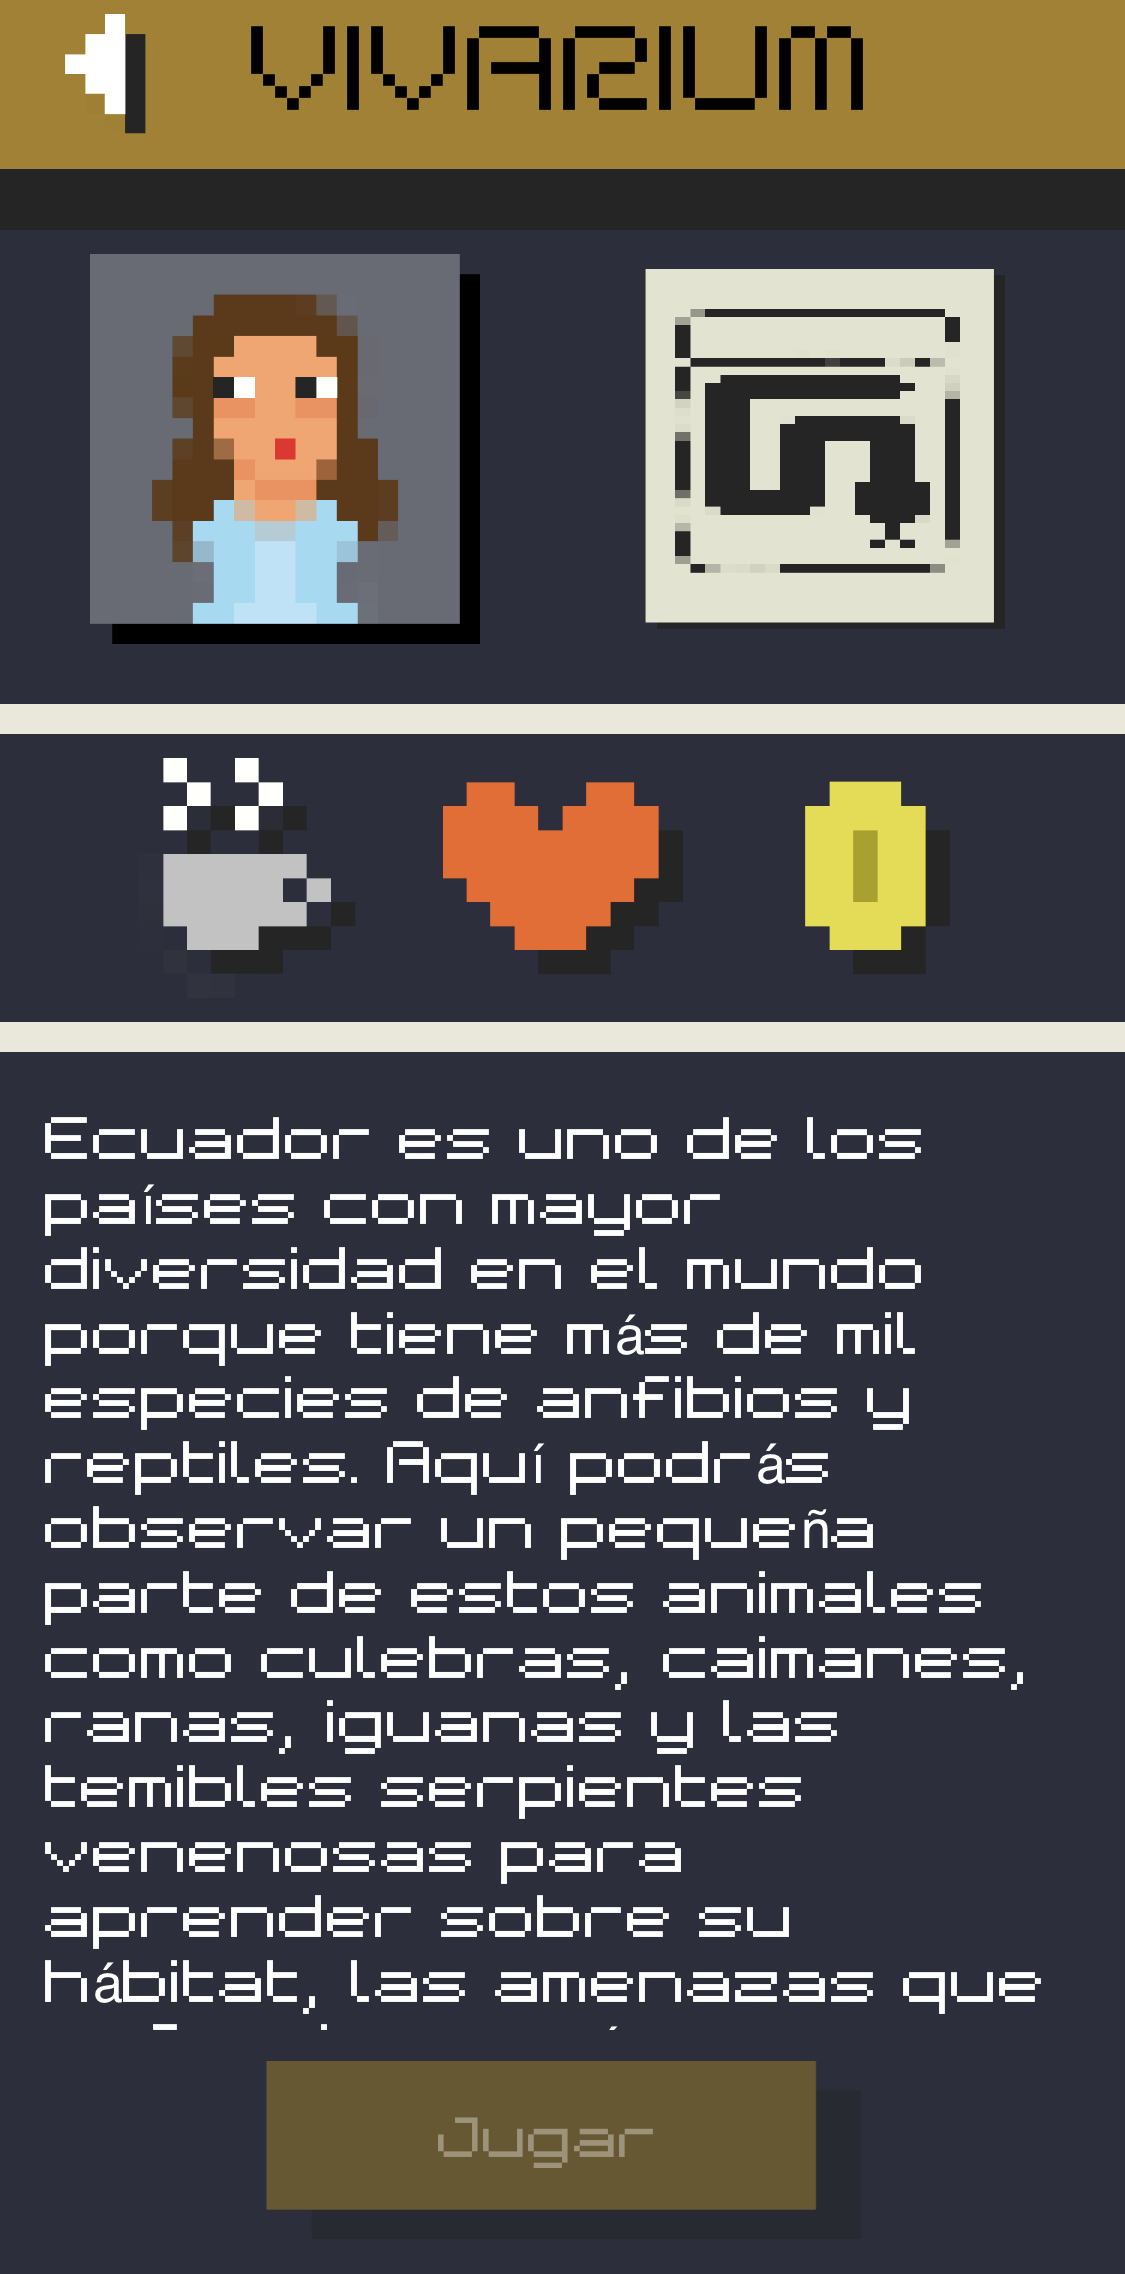 VIVARIUM
Ecuador es uno de los
países con mayor
diversidad en el mundo
porque tiene más de mil
especies de anfibios y
reptiles. Aquí podrás
observar un pequeña
parte de estos animales
como culebras, caimanes,
ranas, iguanas y las
temibles serpientes
venenosas para
aprender sobre su
hábitat, las amenazas que
Jugar